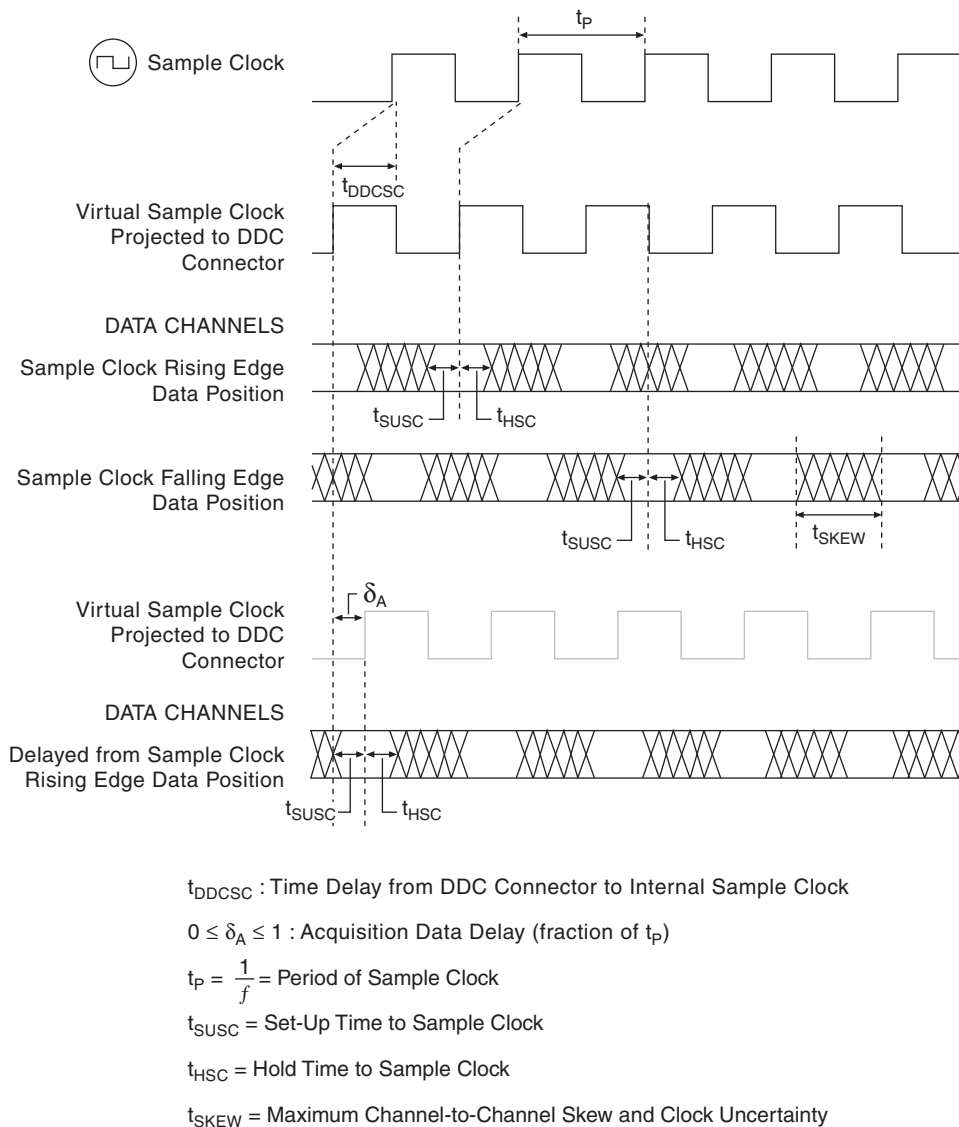 t_P
Sample Clock
t_DDCSC
Virtual Sample Clock
Projected to DDC
Connector
DATA CHANNELS
Sample Clock Rising Edge
Data Position
t_SUSC
t_HSC
Sample Clock Falling Edge
Data Position
t_SUSC
t_HSC
t_SKEW
δ_A
Virtual Sample Clock
Projected to DDC
Connector
DATA CHANNELS
Delayed from Sample Clock
Rising Edge Data Position
t_SUSC
t_HSC
t_DDCSC : Time Delay from DDC Connector to Internal Sample Clock
0 ≤ δ_A ≤ 1 : Acquisition Data Delay (fraction of t_P)
t_P = 1/f = Period of Sample Clock
t_SUSC = Set-Up Time to Sample Clock
t_HSC = Hold Time to Sample Clock
t_SKEW = Maximum Channel-to-Channel Skew and Clock Uncertainty